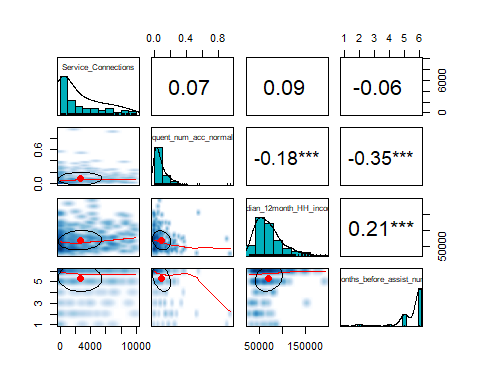 0.0 0.4 0.8
1 2 3 4 5 6
Service_Connections
0.07
0.09
-0.06
0 6000
0.0 0.6
quent_num_acc_normal
-0.18***
-0.35***
dian_12month_HH_inco
0.21***
50000
1 3 5
onths_before_assist_nu
0 4000 10000
50000 150000